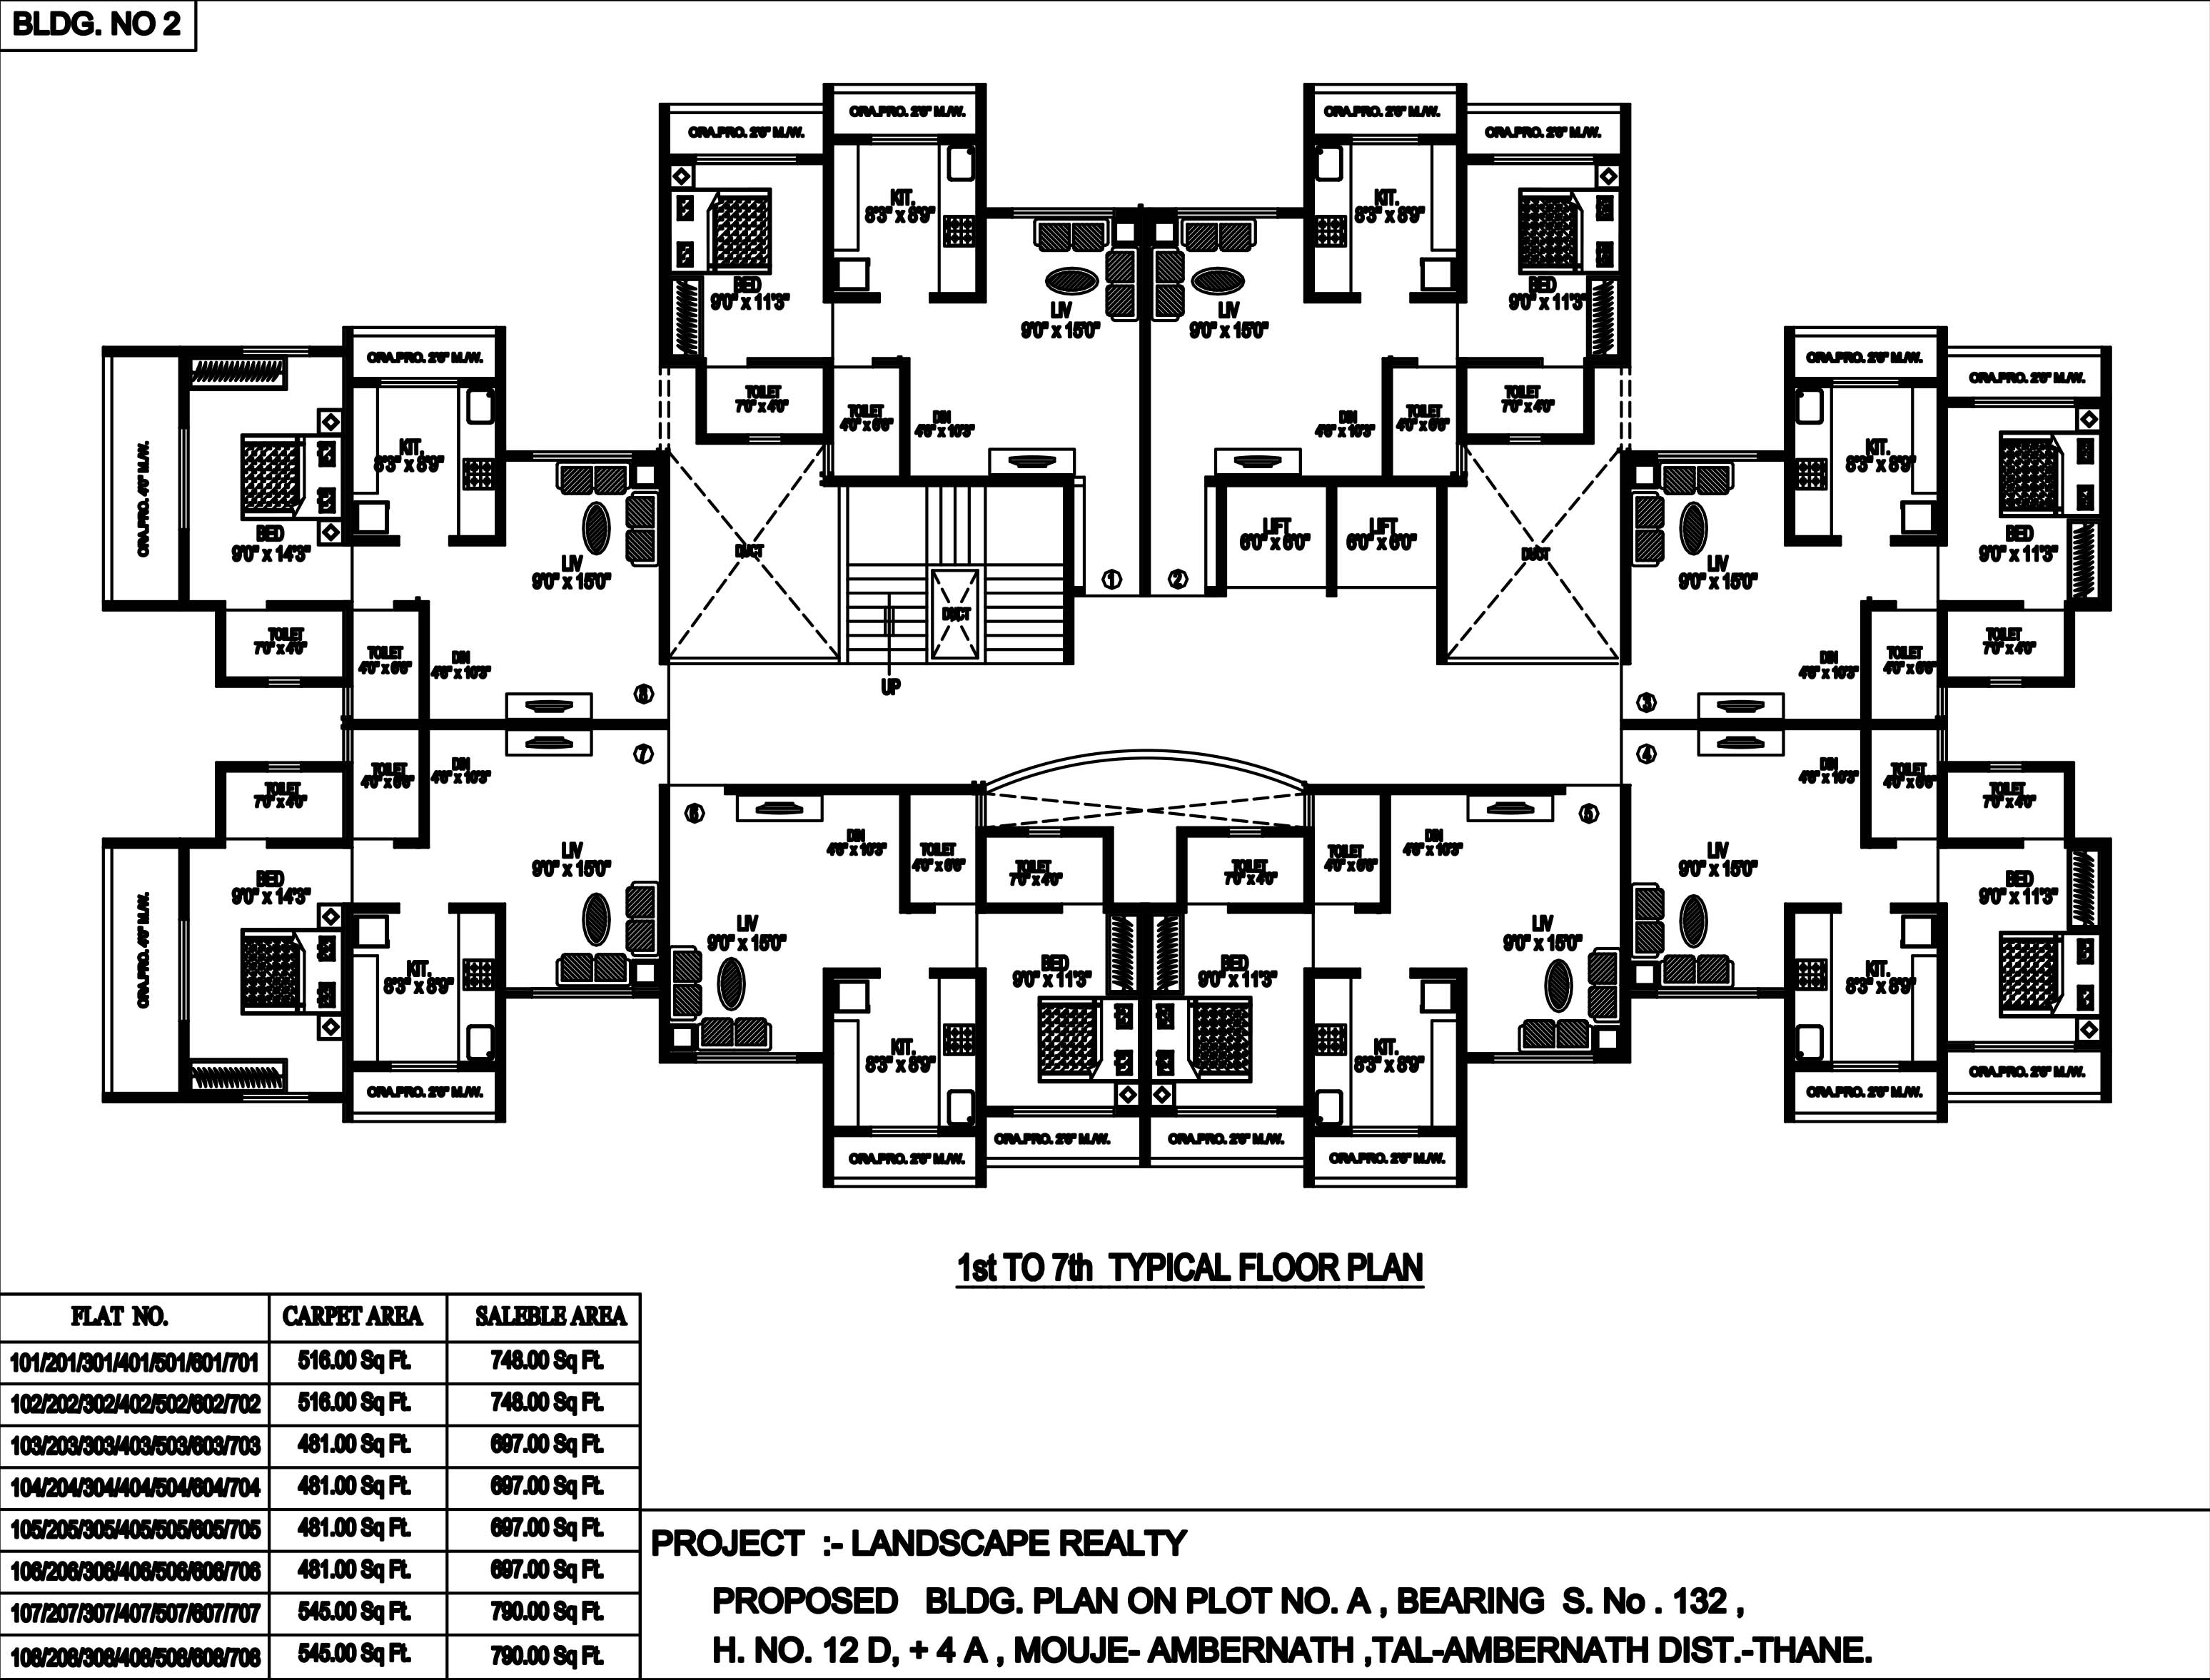 BLDG. NO 2
ORA.PRO. 2'6" M./W.
ORA.PRO. 2'6" M./W.
ORA.PRO. 2'6" M./W.
ORA.PRO. 2'6" M./W.
KIT.
8'3" x 8'9"
KIT.
8'3" x 8'9"
BED
9'0" x 11'3"
LIV
9'0" x 15'0"
LIV
9'0" x 15'0"
BED
9'0" x 11'3"
ORA.PRO. 2'6" M./W.
ORA.PRO. 2'6" M./W.
ORA.PRO. 2'6" M./W.
TOILET
7'0" x 4'0"
TOILET
4'0" x 6'6"
DIN
4'6" x 10'3"
DIN
4'6" x 10'3"
TOILET
4'0" x 6'6"
TOILET
7'0" x 4'0"
ORA.PRO. 4'0" M./W.
KIT.
8'3" x 8'9"
KIT.
8'3" x 8'9"
BED
9'0" x 14'3"
LIV
9'0" x 15'0"
DUCT
DUCT
LIFT
6'0" x 6'0"
LIFT
6'0" x 6'0"
DUCT
LIV
9'0" x 15'0"
BED
9'0" x 11'3"
1
2
TOILET
7'0" x 4'0"
TOILET
4'0" x 6'6"
DIN
4'6" x 10'3"
8
UP
3
DIN
4'6" x 10'3"
TOILET
4'0" x 6'6"
TOILET
7'0" x 4'0"
TOILET
7'0" x 4'0"
TOILET
4'0" x 6'6"
DIN
4'6" x 10'3"
7
4
DIN
4'6" x 10'3"
TOILET
4'0" x 6'6"
TOILET
7'0" x 4'0"
6
5
DIN
4'6" x 10'3"
TOILET
4'0" x 6'6"
TOILET
7'0" x 4'0"
TOILET
7'0" x 4'0"
TOILET
4'0" x 6'6"
DIN
4'6" x 10'3"
BED
9'0" x 14'3"
LIV
9'0" x 15'0"
LIV
9'0" x 15'0"
BED
9'0" x 11'3"
ORA.PRO. 4'0" M./W.
LIV
9'0" x 15'0"
BED
9'0" x 11'3"
BED
9'0" x 11'3"
LIV
9'0" x 15'0"
KIT.
8'3" x 8'9"
KIT.
8'3" x 8'9"
KIT.
8'3" x 8'9"
KIT.
8'3" x 8'9"
ORA.PRO. 2'6" M./W.
ORA.PRO. 2'6" M./W.
ORA.PRO. 2'6" M./W.
ORA.PRO. 2'6" M./W.
ORA.PRO. 2'6" M./W.
ORA.PRO. 2'6" M./W.
ORA.PRO. 2'6" M./W.
1st TO 7th TYPICAL FLOOR PLAN
FLAT NO. CARPET AREA SALEBLE AREA
101/201/301/401/501/601/701 516.00 Sq Ft. 748.00 Sq Ft.
102/202/302/402/502/602/702 516.00 Sq Ft. 748.00 Sq Ft.
103/203/303/403/503/603/703 481.00 Sq Ft. 697.00 Sq Ft.
104/204/304/404/504/604/704 481.00 Sq Ft. 697.00 Sq Ft.
105/205/305/405/505/605/705 481.00 Sq Ft. 697.00 Sq Ft.
106/206/306/406/506/606/706 481.00 Sq Ft. 697.00 Sq Ft.
107/207/307/407/507/607/707 545.00 Sq Ft. 790.00 Sq Ft.
108/208/308/408/508/608/708 545.00 Sq Ft. 790.00 Sq Ft.
PROJECT :- LANDSCAPE REALTY
PROPOSED BLDG. PLAN ON PLOT NO. A , BEARING S. No . 132 ,
H. NO. 12 D, + 4 A , MOUJE- AMBERNATH ,TAL-AMBERNATH DIST.-THANE.